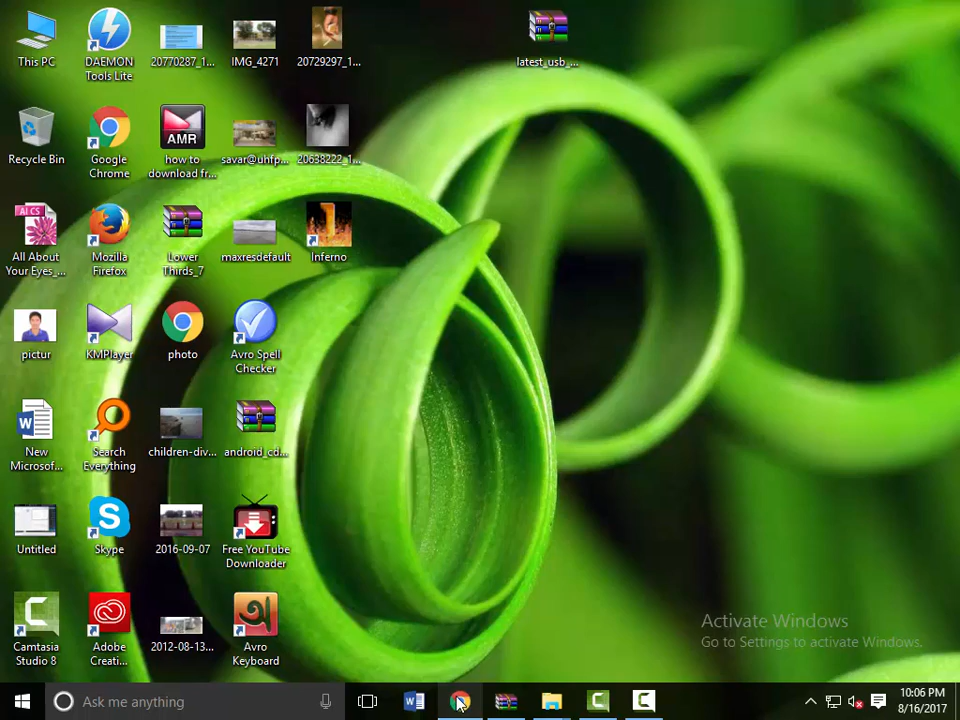 This PC
DAEMON
Tools Lite
20770287_1...
IMG_4271
20729297_1...
latest_usb_...
Recycle Bin
Google
Chrome
AMR
how to
download fr...
savar@uhfp...
20638222_1...
Ai CS
All About
Your Eyes_...
Mozilla
Firefox
Lower
Thirds_7
maxresdefault
Inferno
pictur
KMPlayer
photo
Avro Spell
Checker
New
Microsof...
Search
Everything
children-div...
android_cd...
Untitled
Skype
2016-09-07
Free YouTube
Downloader
Camtasia
Studio 8
Adobe
Creati...
2012-08-13...
অ
Avro
Keyboard
Activate Windows
Go to Settings to activate Windows.
Ask me anything
10:06 PM
8/16/2017